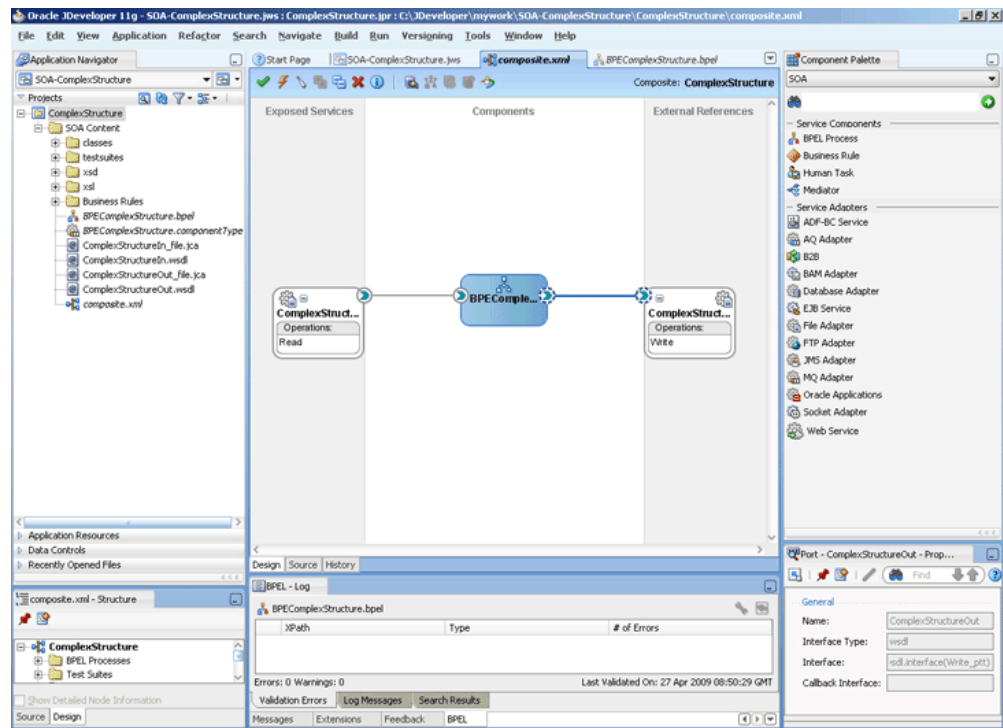 Oracle JDeveloper 11g - SOA-ComplexStructure.jws : ComplexStructure.jpr : C:\JDeveloper\mywork\SOA-ComplexStructure\ComplexStructure\composite.xml
File Edit View Application Refactor Search Navigate Build Run Versigning Tools Window Help
Application Navigator
SOA-ComplexStructure
Projects
ComplexStructure
SOA Content
classes
testsuites
xsd
xsl
Business Rules
BPEComplexStructure.bpel
BPEComplexStructure.componentType
ComplexStructureIn_file.jca
ComplexStructureIn.wsdl
ComplexStructureOut_file.jca
ComplexStructureOut.wsdl
composite.xml
Application Resources
Data Controls
Recently Opened Files
composite.xml - Structure
ComplexStructure
BPEL Processes
Test Suites
Show Detailed Node Information
Source Design
Start Page SOA-ComplexStructure.jws composite.xml BPEComplexStructure.bpel
Composite: ComplexStructure
Exposed Services Components External References
ComplexStruct...
Operations:
Read
BPEComple...
ComplexStruct...
Operations:
Write
Design Source History
BPEL - Log
BPEComplexStructure.bpel
XPath Type # of Errors
Errors: 0 Warnings: 0 Last Validated On: 27 Apr 2009 08:50:29 GMT
Validation Errors Log Messages Search Results
Messages Extensions Feedback BPEL
Component Palette
SOA
Service Components
BPEL Process
Business Rule
Human Task
Mediator
Service Adapters
ADF-BC Service
AQ Adapter
B2B
BAM Adapter
Database Adapter
EJB Service
File Adapter
FTP Adapter
JMS Adapter
MQ Adapter
Oracle Applications
Socket Adapter
Web Service
Port - ComplexStructureOut - Prop...
Find
General
Name: ComplexStructureOut
Interface Type: wsdl
Interface: sdl.interface(Write_ptt)
Callback Interface: